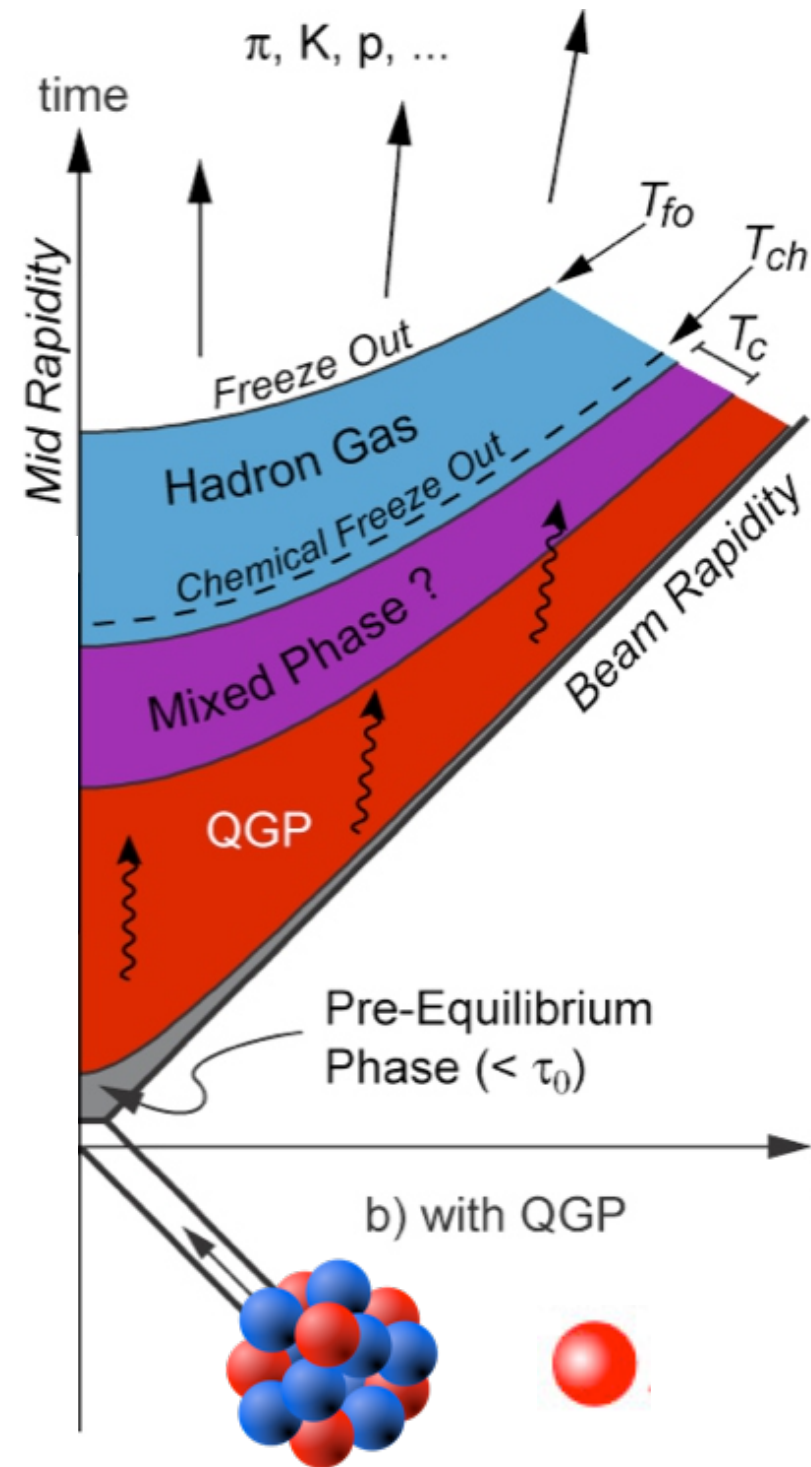 π, K, p, ...
time
Mid Rapidity
T_fo
T_ch
T_c
Freeze Out
Hadron Gas
Chemical Freeze Out
Mixed Phase ?
Beam Rapidity
QGP
Pre-Equilibrium
Phase (< τ₀)
b) with QGP